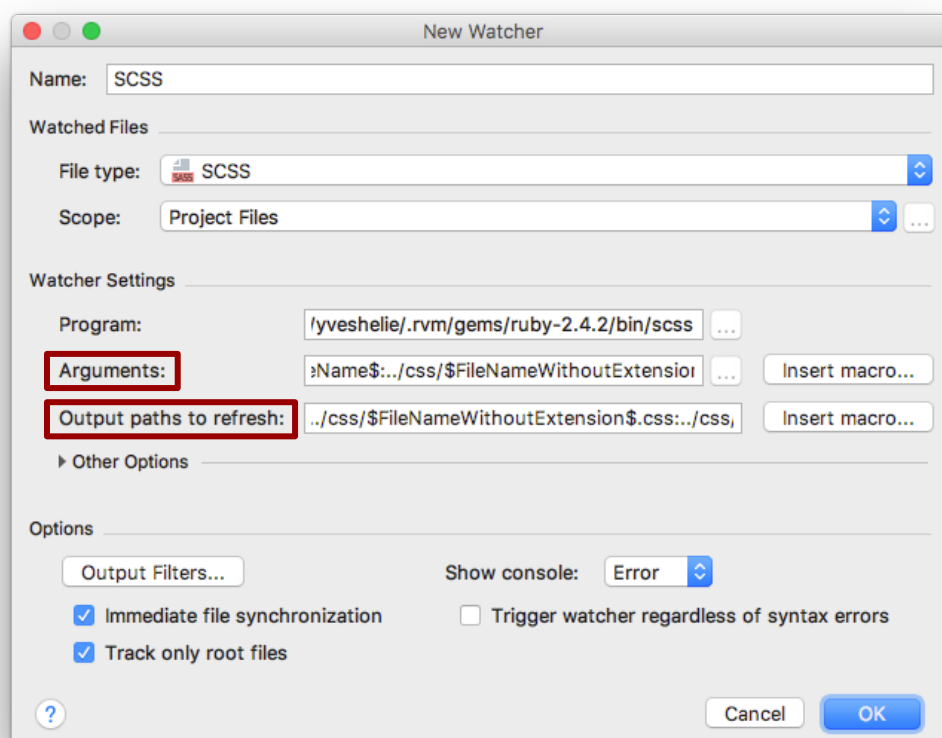 New Watcher
Name: SCSS
Watched Files
File type: SASS SCSS
Scope: Project Files ...
Watcher Settings
Program: /yveshelie/.rvm/gems/ruby-2.4.2/bin/scss ...
Arguments: eName$:../css/$FileNameWithoutExtension ... Insert macro...
Output paths to refresh: ../css/$FileNameWithoutExtension$.css:../css/ Insert macro...
Other Options
Options
Output Filters... Show console: Error
Immediate file synchronization Trigger watcher regardless of syntax errors
Track only root files
? Cancel OK